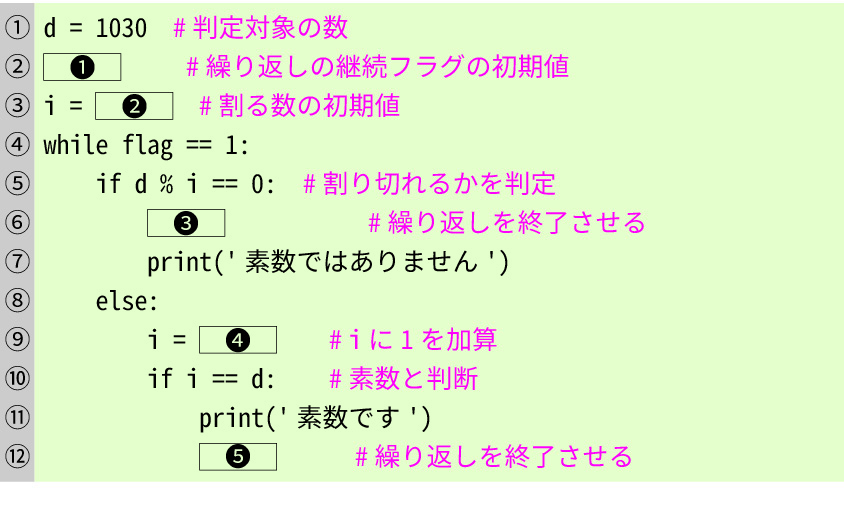 ① d = 1030 #判定対象の数
② ❶ #繰り返しの継続フラグの初期値
③ i = ❷ #割る数の初期値
④ while flag == 1:
⑤ if d % i == 0: #割り切れるかを判定
⑥ ❸ #繰り返しを終了させる
⑦ print('素数ではありません')
⑧ else:
⑨ i = ❹ #iに1を加算
⑩ if i == d: #素数と判断
⑪ print('素数です')
⑫ ❺ #繰り返しを終了させる